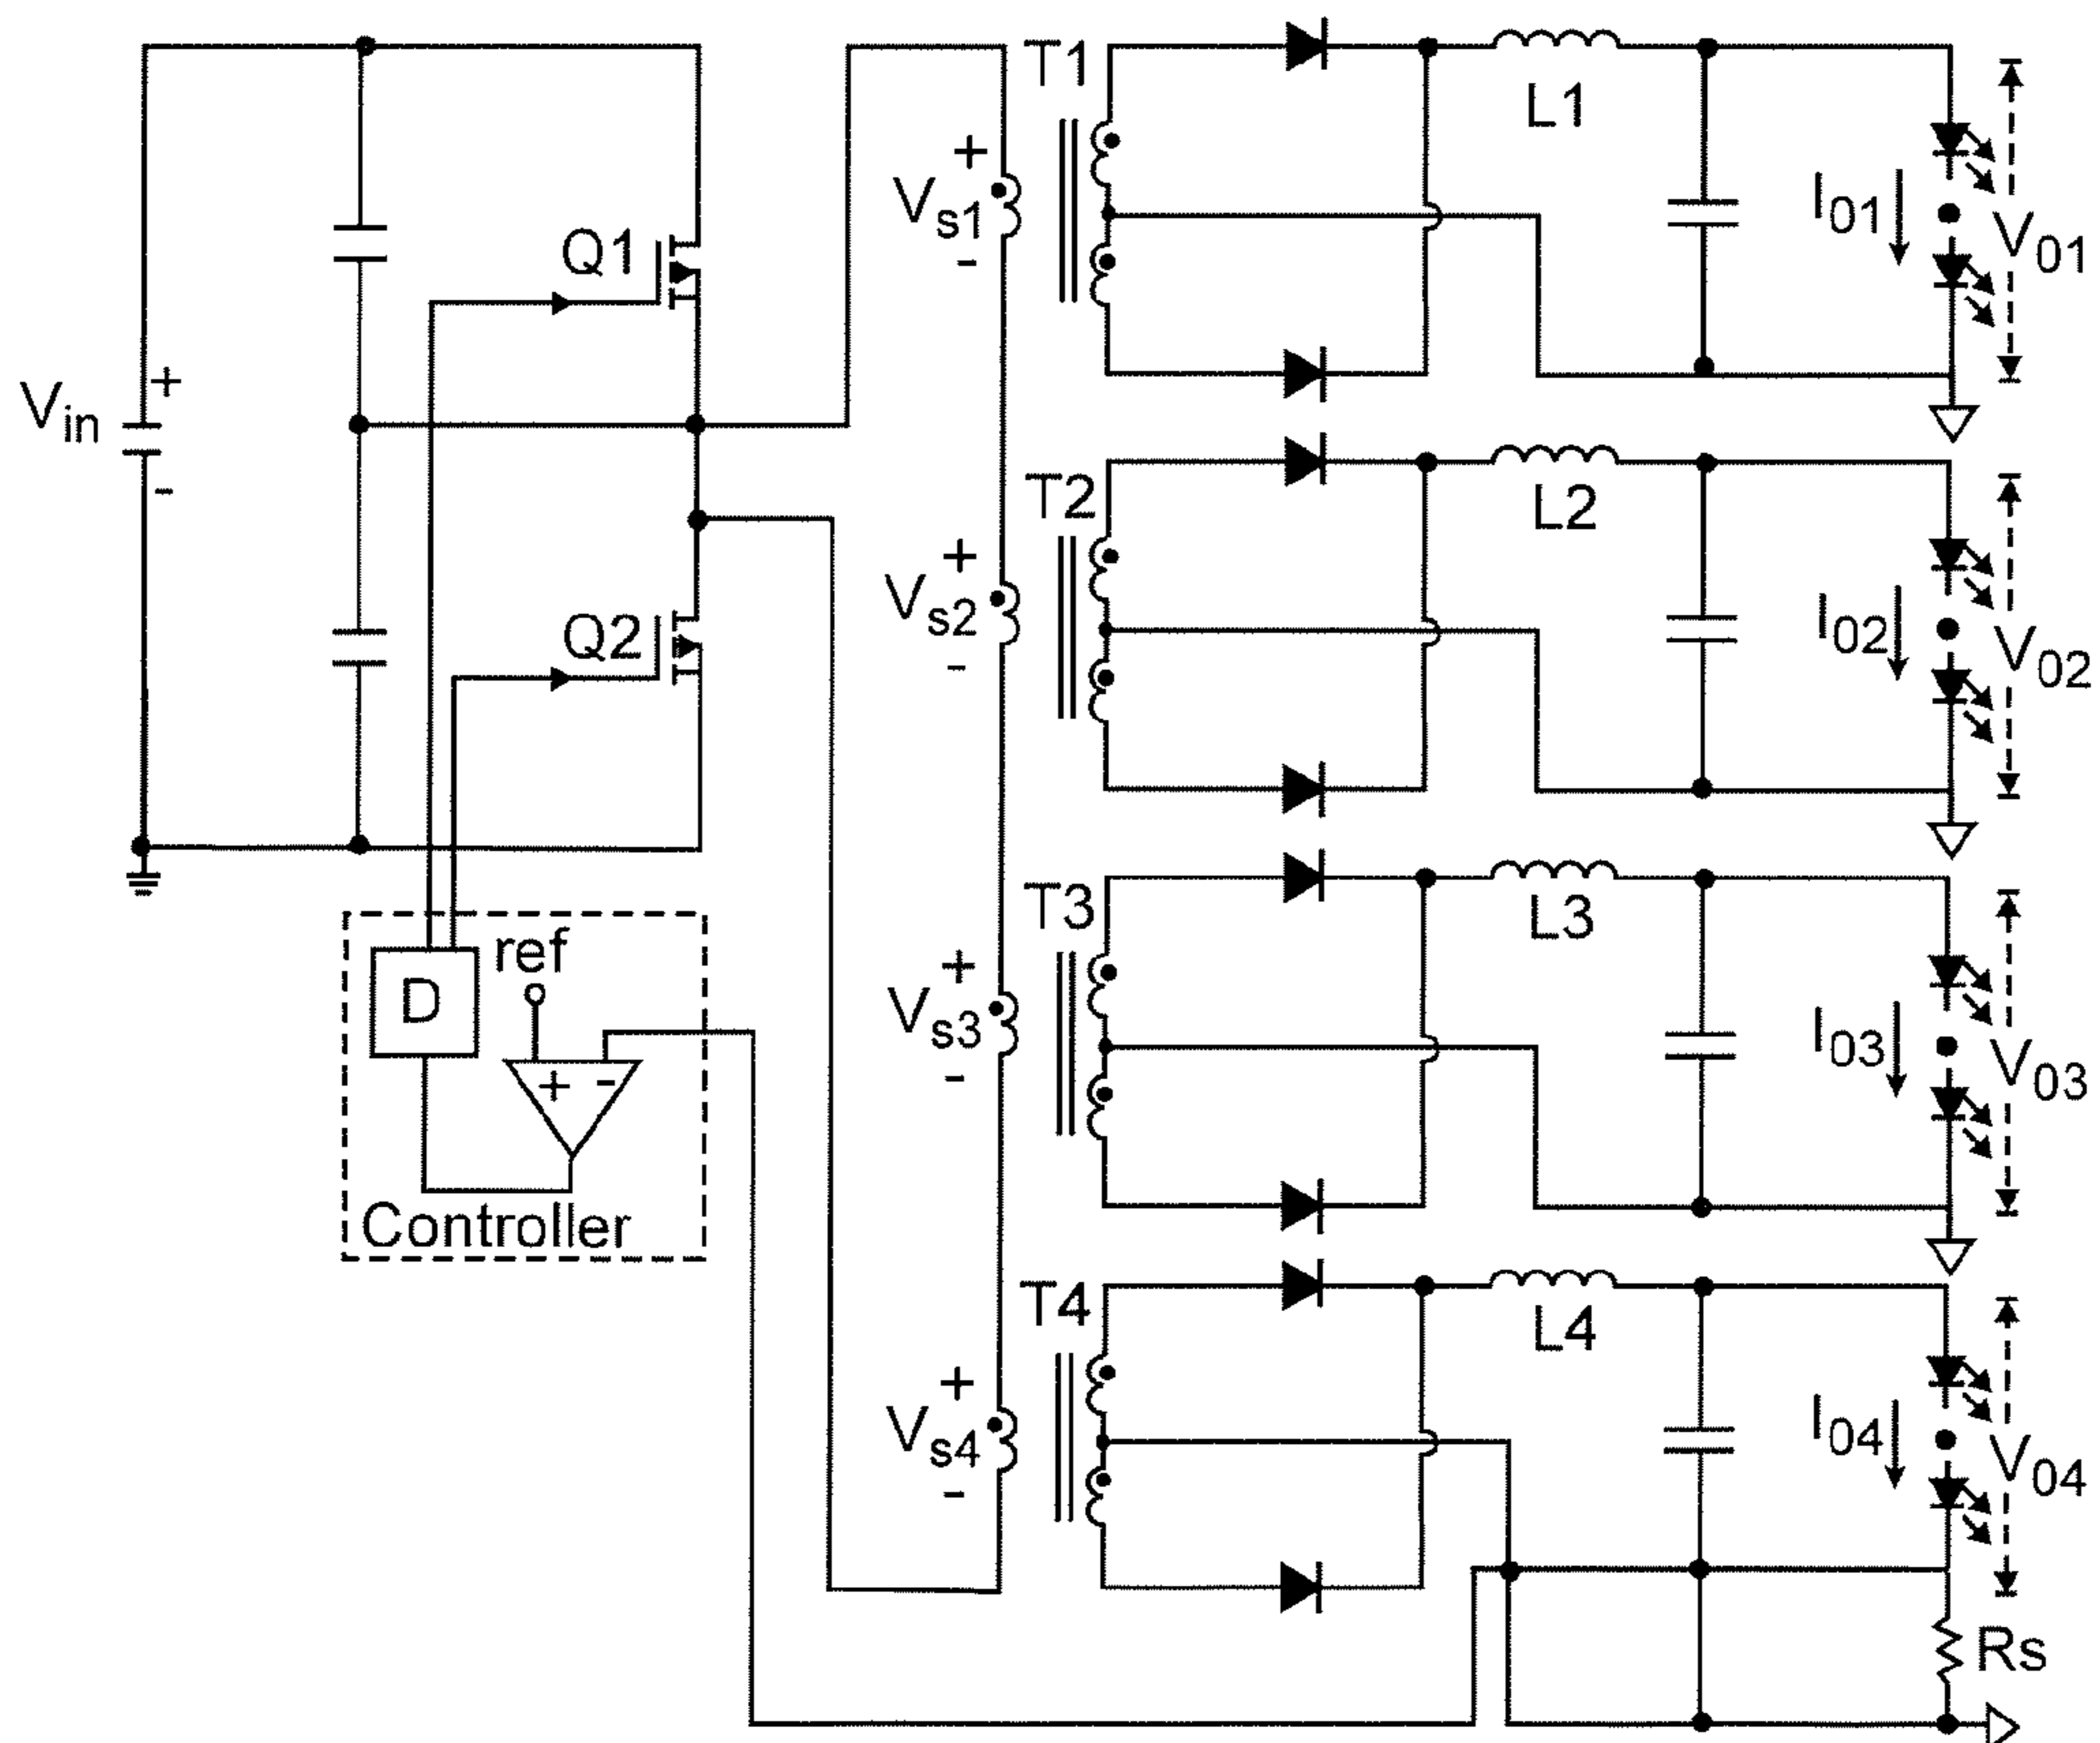 T1
L1
+
Vs1
-
I01
V01
Q1
Vin
+
-
T2
L2
+
Vs2
-
I02
V02
Q2
T3
L3
+
Vs3
-
I03
V03
ref
D
+ -
Controller
T4
L4
+
Vs4
-
I04
V04
Rs